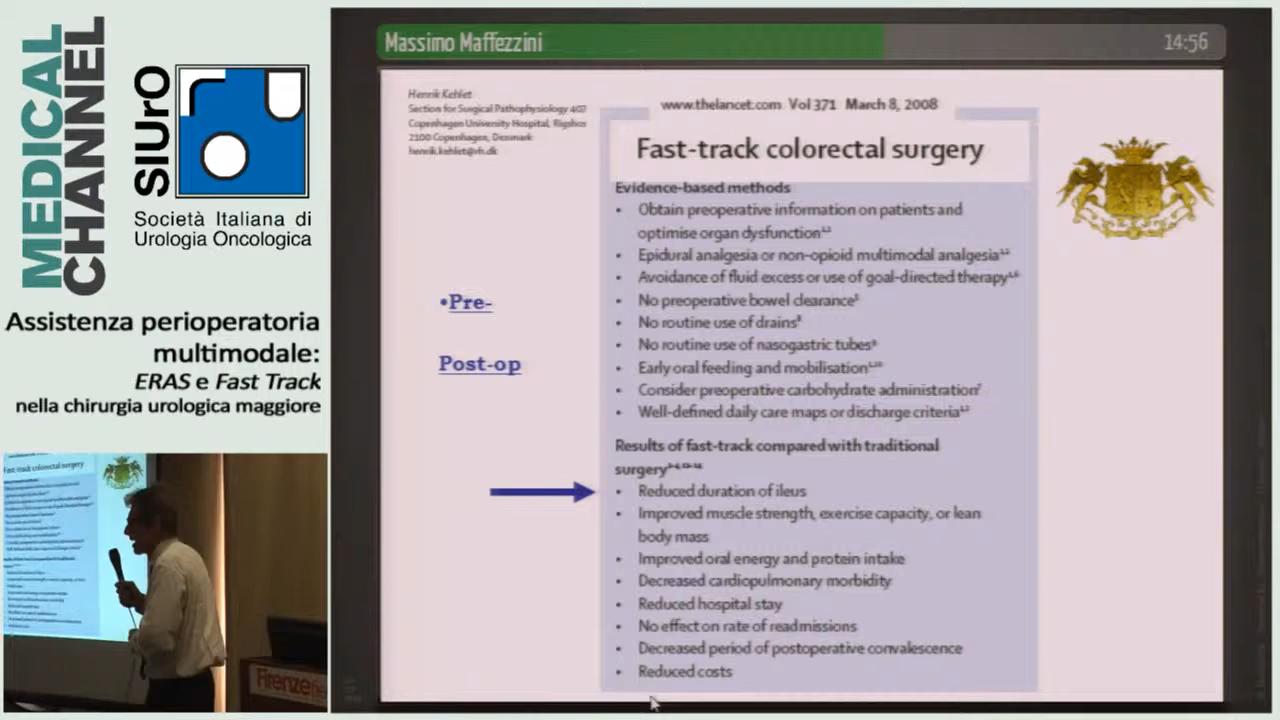 MEDICAL
CHANNEL
SIUrO
Società Italiana di
Urologia Oncologica
Assistenza perioperatoria
multimodale:
ERAS e Fast Track
nella chirurgia urologica maggiore
Massimo Maffezzini
14:56
Henrik Kehlet
Section for Surgical Pathophysiology 407
Copenhagen University Hospital, Rigshos
2100 Copenhagen, Denmark
henrik.kehlet@rh.dk
www.thelancet.com Vol 371 March 8, 2008
Fast-track colorectal surgery
Evidence-based methods
• Obtain preoperative information on patients and
optimise organ dysfunction
• Epidural analgesia or non-opioid multimodal analgesia
• Avoidance of fluid excess or use of goal-directed therapy
• No preoperative bowel clearance
• No routine use of drains
• No routine use of nasogastric tubes
• Early oral feeding and mobilisation
• Consider preoperative carbohydrate administration
• Well-defined daily care maps or discharge criteria
Results of fast-track compared with traditional
surgery
• Reduced duration of ileus
• Improved muscle strength, exercise capacity, or lean
body mass
• Improved oral energy and protein intake
• Decreased cardiopulmonary morbidity
• Reduced hospital stay
• No effect on rate of readmissions
• Decreased period of postoperative convalescence
• Reduced costs
•Pre-
Post-op
Fast-track colorectal surgery
Firenze